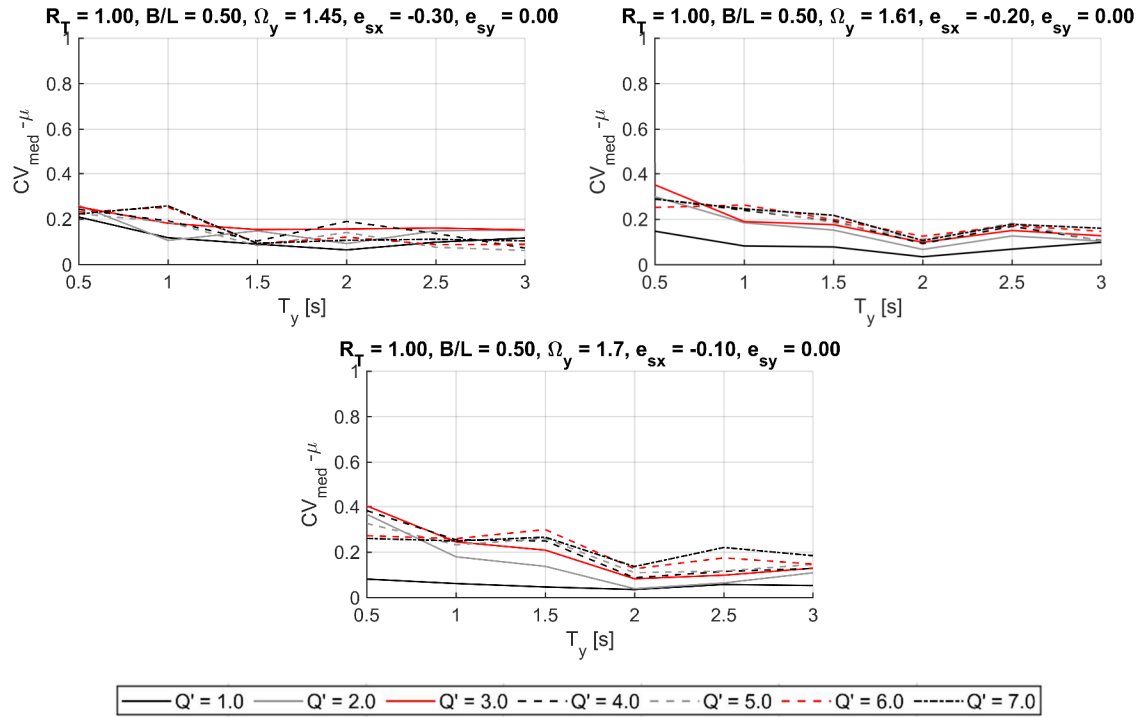 R_T = 1.00, B/L = 0.50, Ω_y = 1.45, e_sx = -0.30, e_sy = 0.00
1
0.8
0.6
0.4
0.2
0
CV_med -μ
0.5 1 1.5 2 2.5 3
T_y [s]
R_T = 1.00, B/L = 0.50, Ω_y = 1.61, e_sx = -0.20, e_sy = 0.00
1
0.8
0.6
0.4
0.2
0
CV_med -μ
0.5 1 1.5 2 2.5 3
T_y [s]
R_T = 1.00, B/L = 0.50, Ω_y = 1.7, e_sx = -0.10, e_sy = 0.00
1
0.8
0.6
0.4
0.2
0
CV_med -μ
0.5 1 1.5 2 2.5 3
T_y [s]
Q' = 1.0 Q' = 2.0 Q' = 3.0 Q' = 4.0 Q' = 5.0 Q' = 6.0 Q' = 7.0